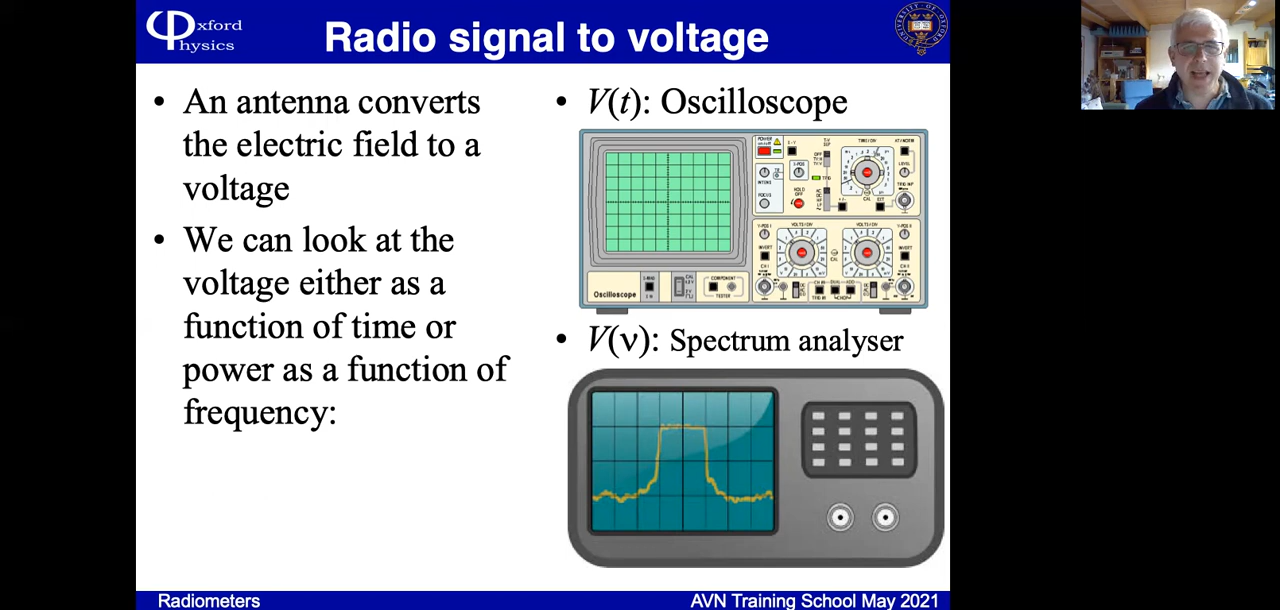 Oxford
Physics
Radio signal to voltage
• An antenna converts
the electric field to a
voltage
• We can look at the
voltage either as a
function of time or
power as a function of
frequency:
• V(t): Oscilloscope
Oscilloscope
• V(ν): Spectrum analyser
Radiometers
AVN Training School May 2021